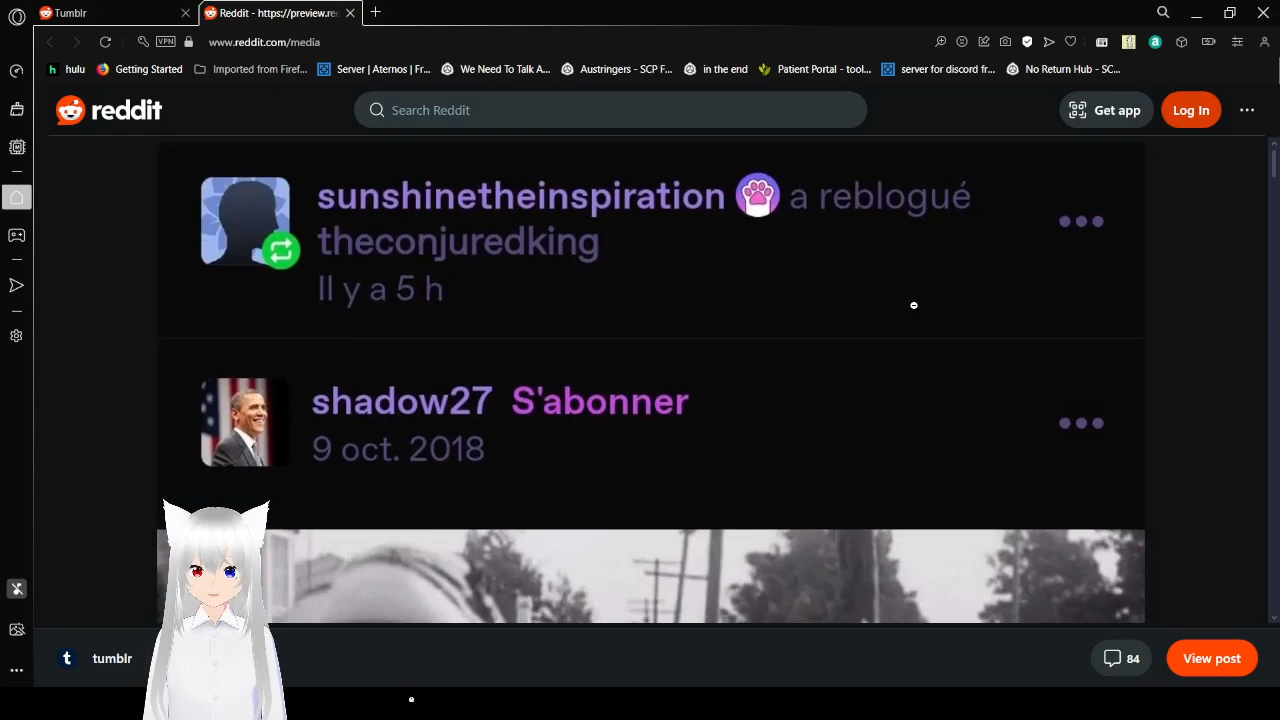 Tumblr
Reddit - https://preview.rec
VPN
www.reddit.com/media
hulu
Getting Started
Imported from Firef...
Server | Aternos | Fr...
We Need To Talk A...
Austringers - SCP F...
in the end
Patient Portal - tool...
server for discord fr...
No Return Hub - SC...
reddit
Search Reddit
Get app
Log In
sunshinetheinspiration a reblogué
theconjuredking
Il y a 5 h
shadow27 S'abonner
9 oct. 2018
t tumblr
84
View post